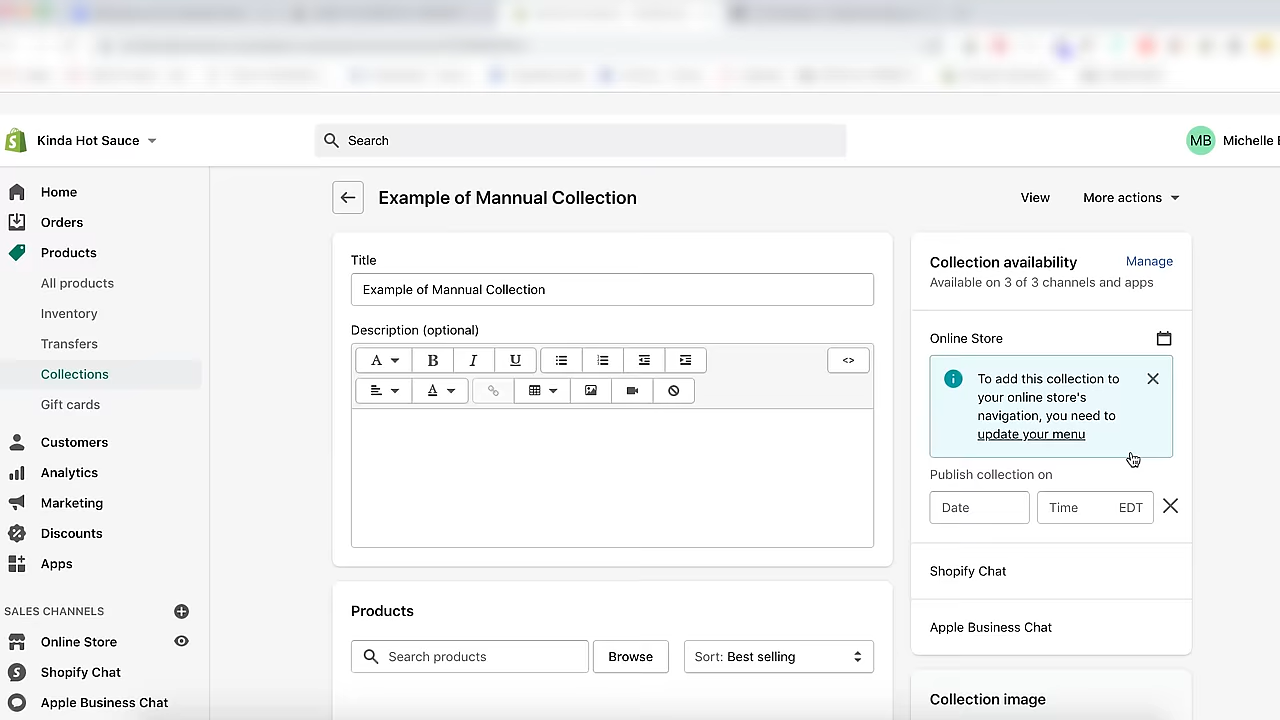 Kinda Hot Sauce
Search
MB
Michelle
Home
Orders
Products
All products
Inventory
Transfers
Collections
Gift cards
Customers
Analytics
Marketing
Discounts
Apps
SALES CHANNELS
Online Store
Shopify Chat
Apple Business Chat
Example of Mannual Collection
View
More actions
Title
Example of Mannual Collection
Description (optional)
A
B
I
U
<>
A
Products
Search products
Browse
Sort: Best selling
Collection availability
Manage
Available on 3 of 3 channels and apps
Online Store
To add this collection to
your online store's
navigation, you need to
update your menu
Publish collection on
Date
Time
EDT
Shopify Chat
Apple Business Chat
Collection image